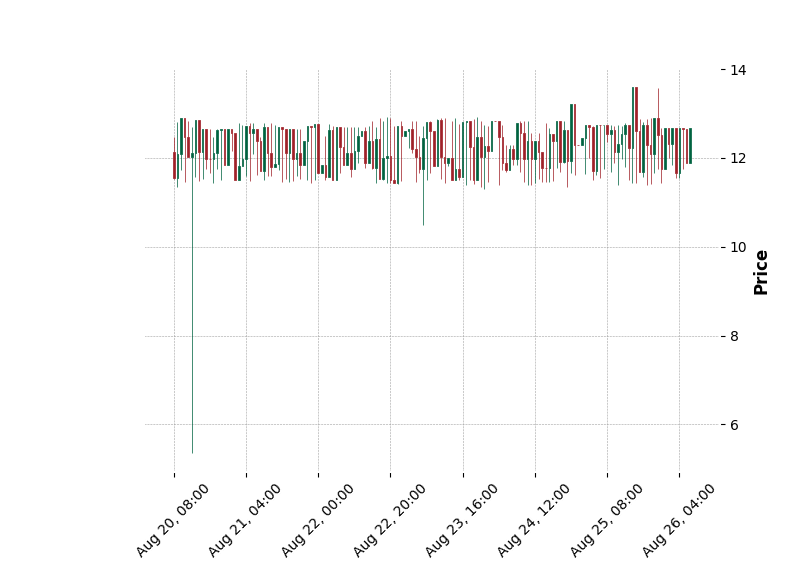 14
12
10
8
6
Price
Aug 20, 08:00
Aug 21, 04:00
Aug 22, 00:00
Aug 22, 20:00
Aug 23, 16:00
Aug 24, 12:00
Aug 25, 08:00
Aug 26, 04:00